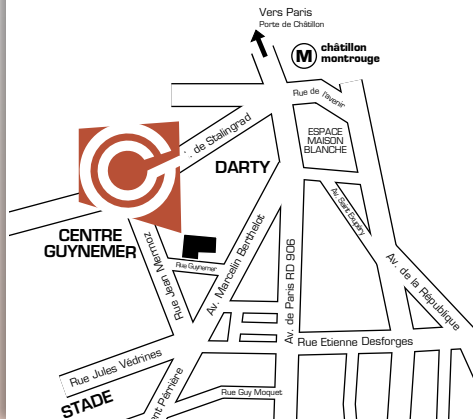 Vers Paris
Porte de Châtillon
M
châtillon
montrouge
Rue de l'avenir
. de Stalingrad
ESPACE
MAISON
BLANCHE
DARTY
Av. Saint Exupéry
CENTRE
GUYNEMER
Rue Jean Mermoz
Rue Guynemer
Av. Marcelin Berthelot
Av. de Paris RD 906
Av. de la République
Rue Etienne Desforges
Rue Jules Védrines
STADE
Rue Guy Moquet
Périère